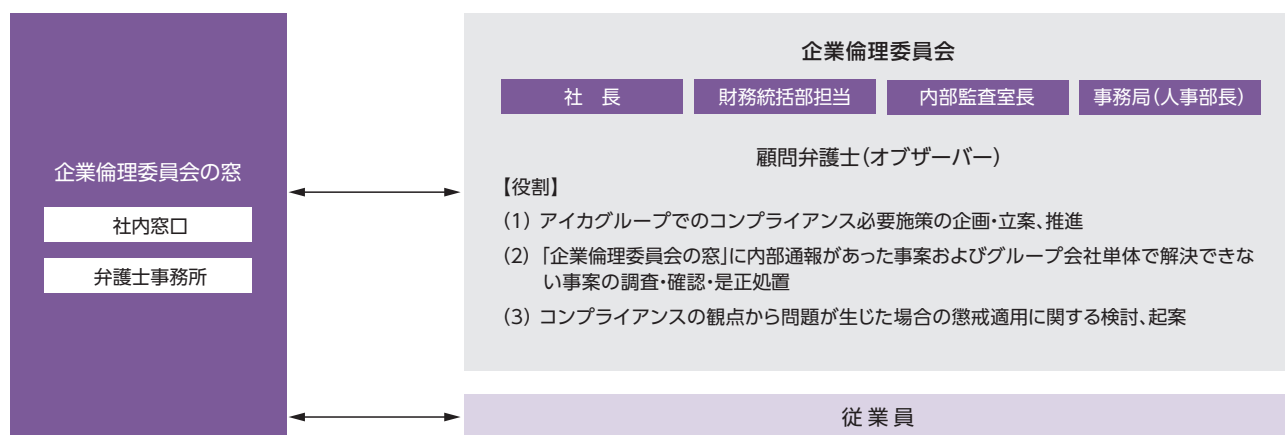 企業倫理委員会の窓
社内窓口
弁護士事務所
企業倫理委員会
社　長
財務統括部担当
内部監査室長
事務局(人事部長)
顧問弁護士(オブザーバー)
【役割】
(1) アイカグループでのコンプライアンス必要施策の企画・立案、推進
(2) 「企業倫理委員会の窓」に内部通報があった事案およびグループ会社単体で解決できな
い事案の調査・確認・是正処置
(3) コンプライアンスの観点から問題が生じた場合の懲戒適用に関する検討、起案
従業員